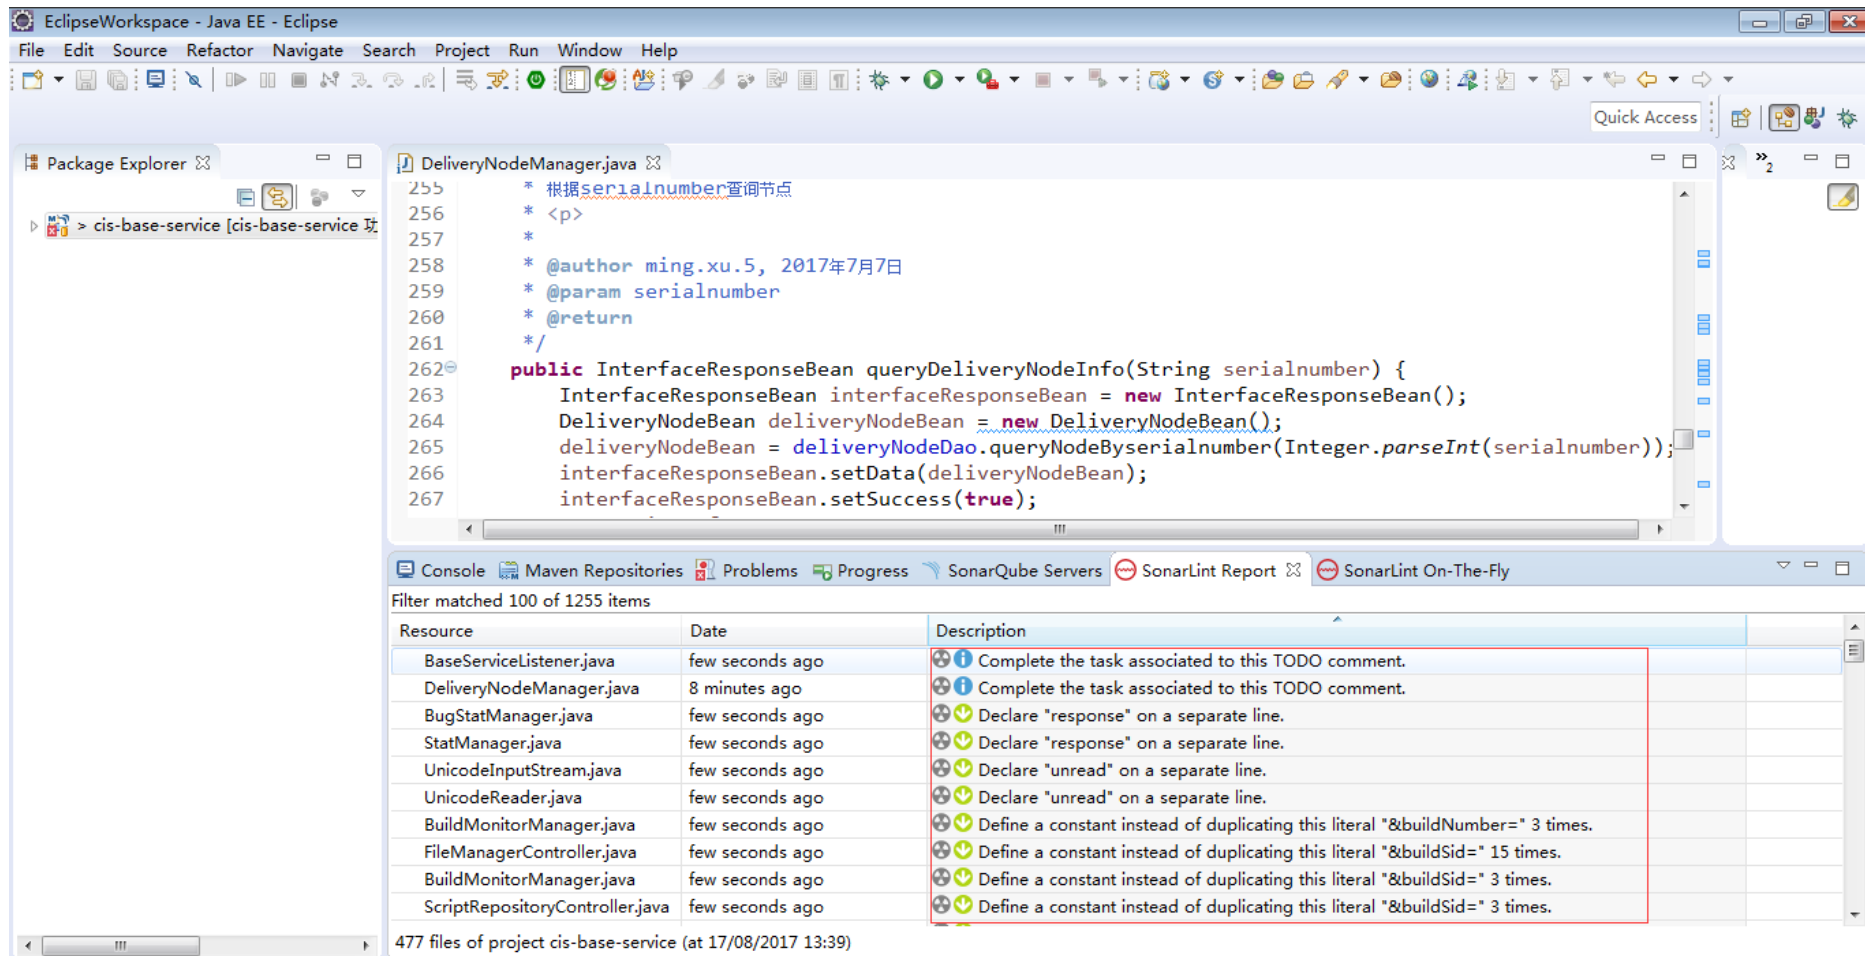 EclipseWorkspace - Java EE - Eclipse
File Edit Source Refactor Navigate Search Project Run Window Help
Quick Access
Package Explorer
> cis-base-service [cis-base-service 功
DeliveryNodeManager.java
»2
255 * 根据serialnumber查询节点
256 * <p>
257 *
258 * @author ming.xu.5, 2017年7月7日
259 * @param serialnumber
260 * @return
261 */
262 public InterfaceResponseBean queryDeliveryNodeInfo(String serialnumber) {
263 InterfaceResponseBean interfaceResponseBean = new InterfaceResponseBean();
264 DeliveryNodeBean deliveryNodeBean = new DeliveryNodeBean();
265 deliveryNodeBean = deliveryNodeDao.queryNodeByserialnumber(Integer.parseInt(serialnumber));
266 interfaceResponseBean.setData(deliveryNodeBean);
267 interfaceResponseBean.setSuccess(true);
Console Maven Repositories Problems Progress SonarQube Servers SonarLint Report SonarLint On-The-Fly
Filter matched 100 of 1255 items
Resource Date Description
BaseServiceListener.java few seconds ago Complete the task associated to this TODO comment.
DeliveryNodeManager.java 8 minutes ago Complete the task associated to this TODO comment.
BugStatManager.java few seconds ago Declare "response" on a separate line.
StatManager.java few seconds ago Declare "response" on a separate line.
UnicodeInputStream.java few seconds ago Declare "unread" on a separate line.
UnicodeReader.java few seconds ago Declare "unread" on a separate line.
BuildMonitorManager.java few seconds ago Define a constant instead of duplicating this literal "&buildNumber=" 3 times.
FileManagerController.java few seconds ago Define a constant instead of duplicating this literal "&buildSid=" 15 times.
BuildMonitorManager.java few seconds ago Define a constant instead of duplicating this literal "&buildSid=" 3 times.
ScriptRepositoryController.java few seconds ago Define a constant instead of duplicating this literal "&buildSid=" 3 times.
477 files of project cis-base-service (at 17/08/2017 13:39)